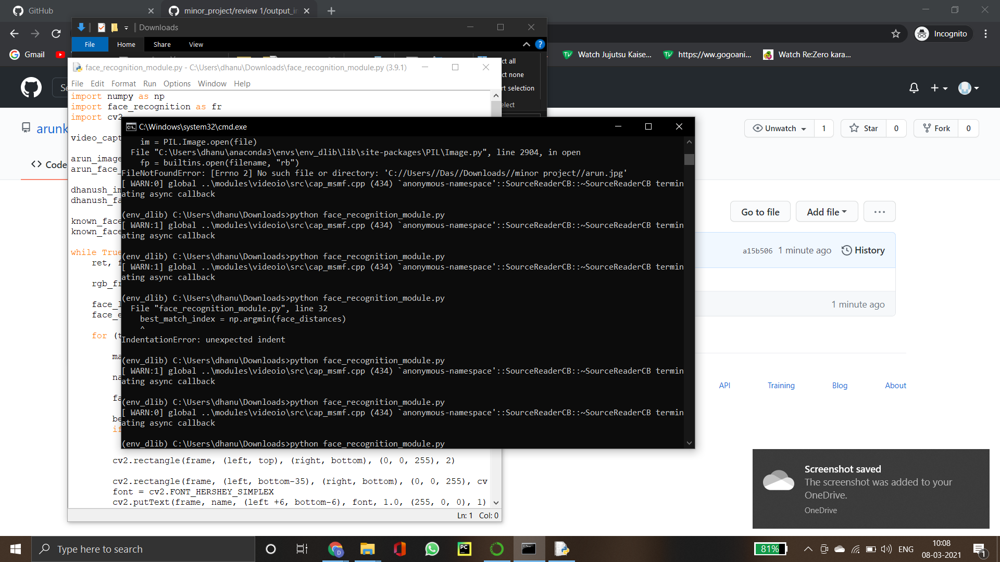 GitHub
minor_project/review 1/output_i
Downloads
File Home Share View
Incognito
Gmail
Watch Jujutsu Kaise...
https://ww.gogoani...
Watch Re:Zero kara...
ct all
ct none
rt selection
elect
face_recognition_module.py - C:\Users\dhanu\Downloads\face_recognition_module.py (3.9.1)
File Edit Format Run Options Window Help
import numpy as np
import face_recognition as fr
import cv2
video_capt
arun_image
arun_face_
dhanush_im
dhanush_fa
known_face
known_face
while True
ret, f
rgb_fr
face_l
face_e
for (t
ma
na
fa
be
if
cv2.rectangle(frame, (left, top), (right, bottom), (0, 0, 255), 2)
cv2.rectangle(frame, (left, bottom-35), (right, bottom), (0, 0, 255), cv
font = cv2.FONT_HERSHEY_SIMPLEX
cv2.putText(frame, name, (left +6, bottom-6), font, 1.0, (255, 0, 0), 1)
Ln: 1 Col: 0
C:\Windows\system32\cmd.exe
im = PIL.Image.open(file)
File "C:\Users\dhanu\anaconda3\envs\env_dlib\lib\site-packages\PIL\Image.py", line 2904, in open
fp = builtins.open(filename, "rb")
FileNotFoundError: [Errno 2] No such file or directory: 'C://Users//Das//Downloads//minor project//arun.jpg'
[ WARN:0] global ..\modules\videoio\src\cap_msmf.cpp (434) `anonymous-namespace'::SourceReaderCB::~SourceReaderCB termin
ating async callback
(env_dlib) C:\Users\dhanu\Downloads>python face_recognition_module.py
[ WARN:1] global ..\modules\videoio\src\cap_msmf.cpp (434) `anonymous-namespace'::SourceReaderCB::~SourceReaderCB termin
ating async callback
(env_dlib) C:\Users\dhanu\Downloads>python face_recognition_module.py
[ WARN:1] global ..\modules\videoio\src\cap_msmf.cpp (434) `anonymous-namespace'::SourceReaderCB::~SourceReaderCB termin
ating async callback
(env_dlib) C:\Users\dhanu\Downloads>python face_recognition_module.py
File "face_recognition_module.py", line 32
best_match_index = np.argmin(face_distances)
^
IndentationError: unexpected indent
(env_dlib) C:\Users\dhanu\Downloads>python face_recognition_module.py
[ WARN:1] global ..\modules\videoio\src\cap_msmf.cpp (434) `anonymous-namespace'::SourceReaderCB::~SourceReaderCB termin
ating async callback
(env_dlib) C:\Users\dhanu\Downloads>python face_recognition_module.py
[ WARN:0] global ..\modules\videoio\src\cap_msmf.cpp (434) `anonymous-namespace'::SourceReaderCB::~SourceReaderCB termin
ating async callback
(env_dlib) C:\Users\dhanu\Downloads>python face_recognition_module.py
Se
arunk
Code
Unwatch 1 Star 0 Fork 0
Go to file Add file ...
a15b506 1 minute ago History
1 minute ago
API Training Blog About
Screenshot saved
The screenshot was added to your
OneDrive.
OneDrive
Type here to search
PC
81%
ENG
10:08
08-03-2021
1